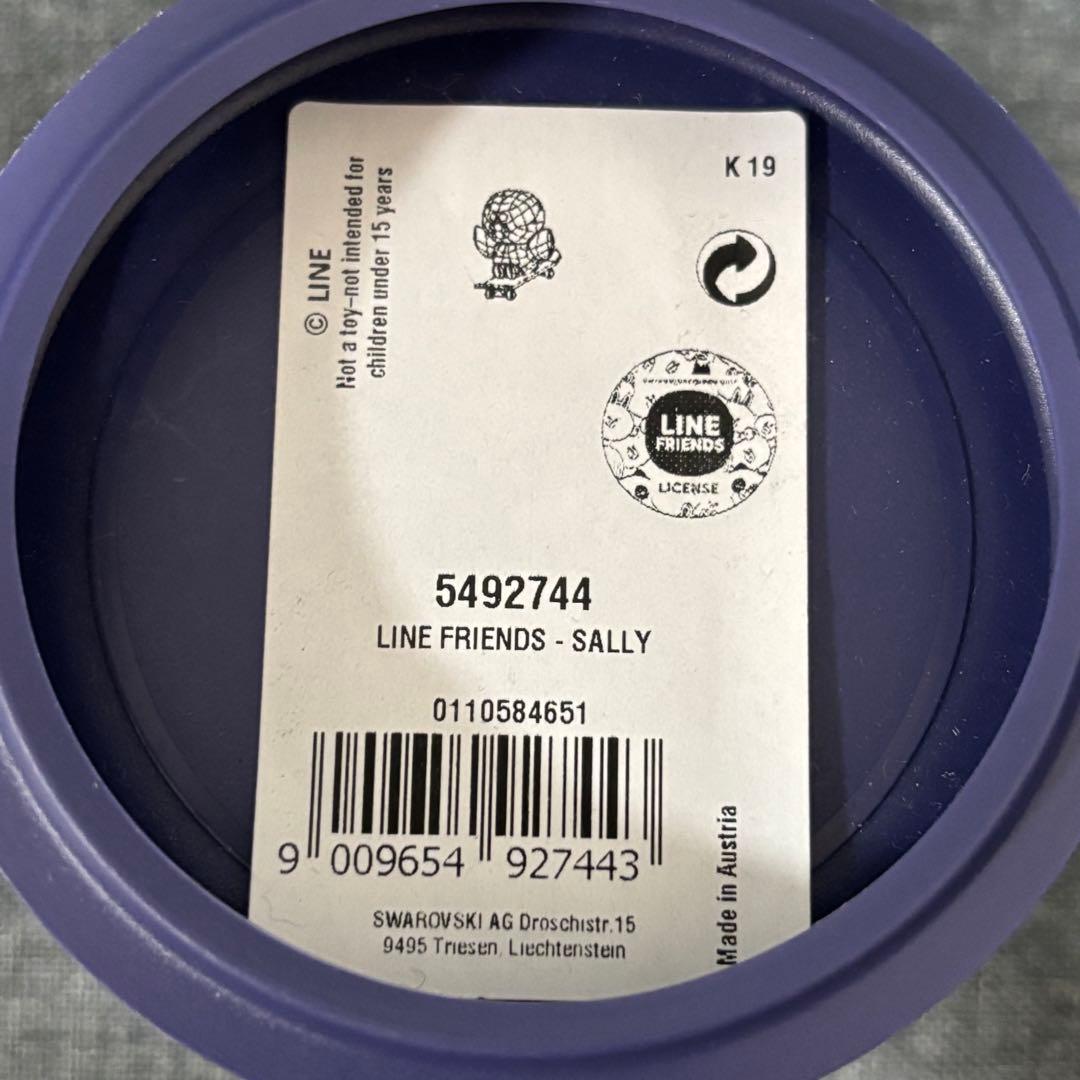 K 19
© LINE
Not a toy–not intended for
children under 15 years
LINE
FRIENDS
LICENSE
5492744
LINE FRIENDS - SALLY
0110584651
9 009654 927443
SWAROVSKI AG Droschistr.15
9495 Triesen, Liechtenstein
Made in Austria